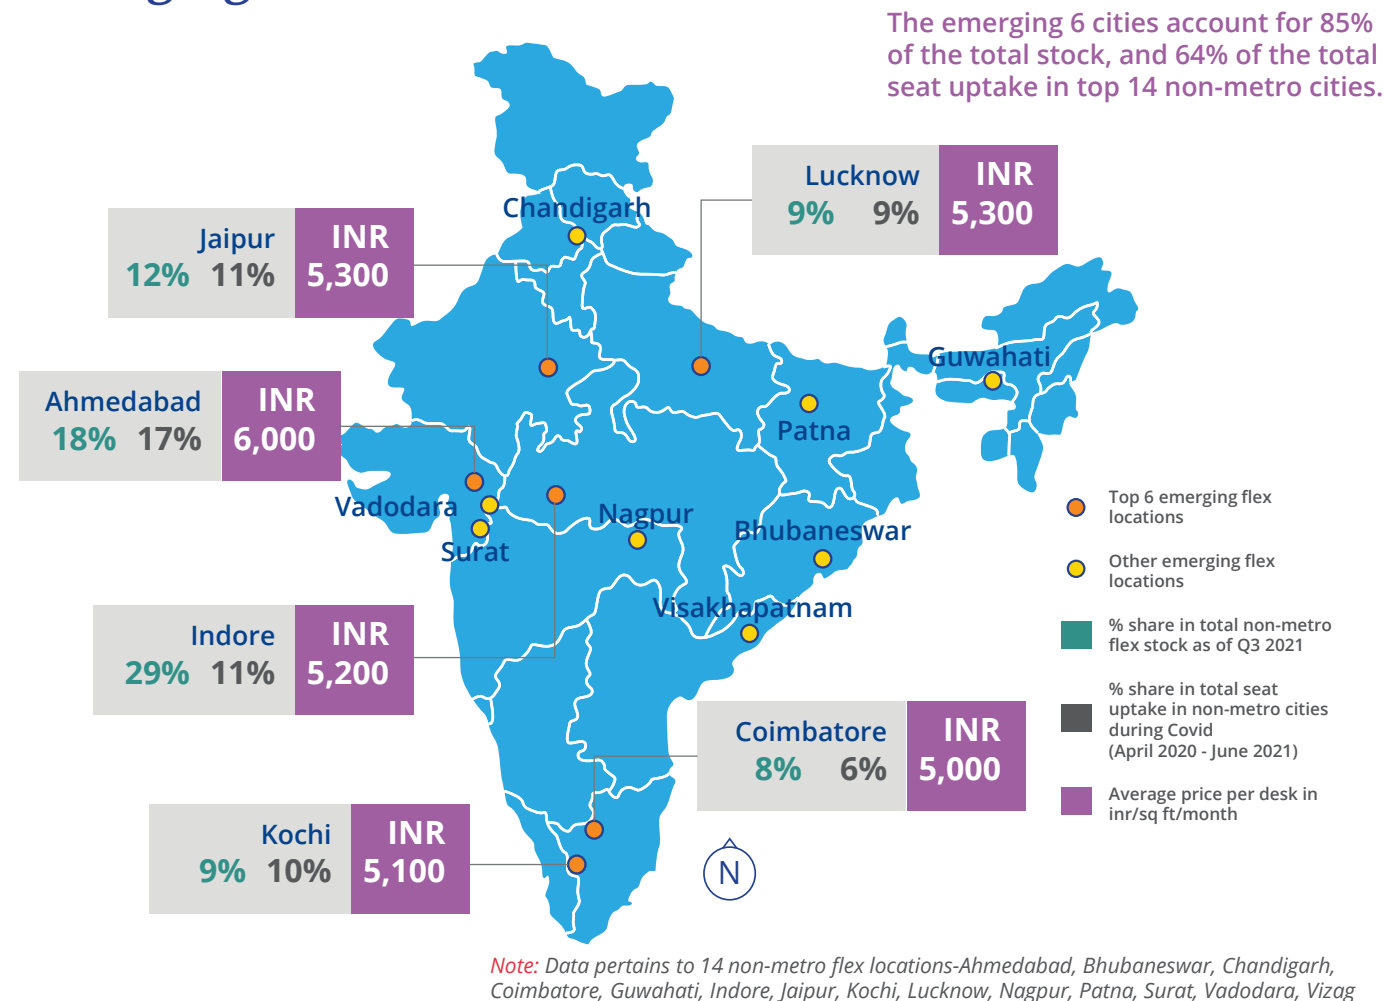 The emerging 6 cities account for 85%
of the total stock, and 64% of the total
seat uptake in top 14 non-metro cities.
Lucknow
9% 9%
INR
5,300
Chandigarh
Jaipur
12% 11%
INR
5,300
Guwahati
Ahmedabad
18% 17%
INR
6,000
Patna
Vadodara
Nagpur
Bhubaneswar
Surat
Visakhapatnam
Indore
29% 11%
INR
5,200
Coimbatore
8% 6%
INR
5,000
Kochi
9% 10%
INR
5,100
Top 6 emerging flex
locations
Other emerging flex
locations
% share in total non-metro
flex stock as of Q3 2021
% share in total seat
uptake in non-metro cities
during Covid
(April 2020 - June 2021)
Average price per desk in
inr/sq ft/month
N
Note: Data pertains to 14 non-metro flex locations-Ahmedabad, Bhubaneswar, Chandigarh,
Coimbatore, Guwahati, Indore, Jaipur, Kochi, Lucknow, Nagpur, Patna, Surat, Vadodara, Vizag